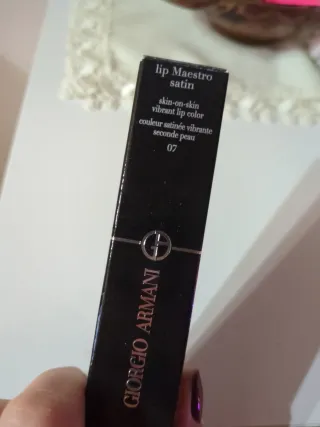 lip Maestro
satin
skin-on-skin
vibrant lip color
couleur satinée vibrante
seconde peau
07
GIORGIO ARMANI